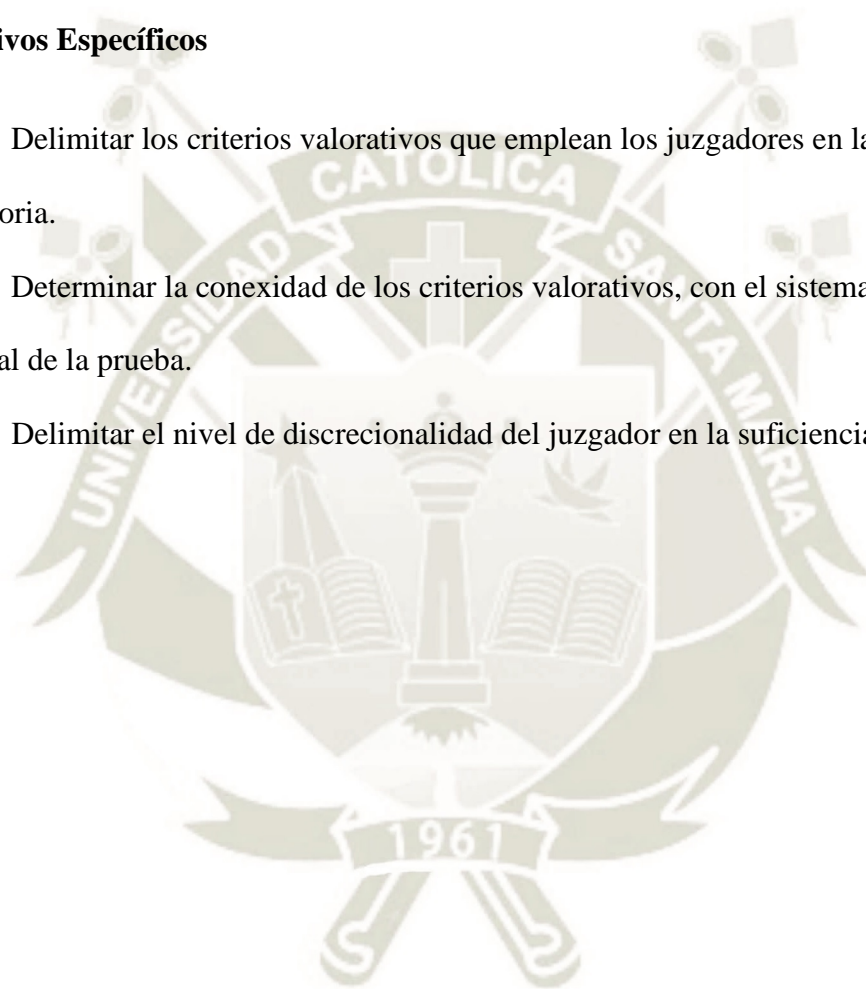 ivos Específicos
Delimitar los criterios valorativos que emplean los juzgadores en la
oria.
Determinar la conexidad de los criterios valorativos, con el sistema
al de la prueba.
Delimitar el nivel de discrecionalidad del juzgador en la suficiencia
UNIVERSIDAD CATOLICA SANTA MARIA
1961